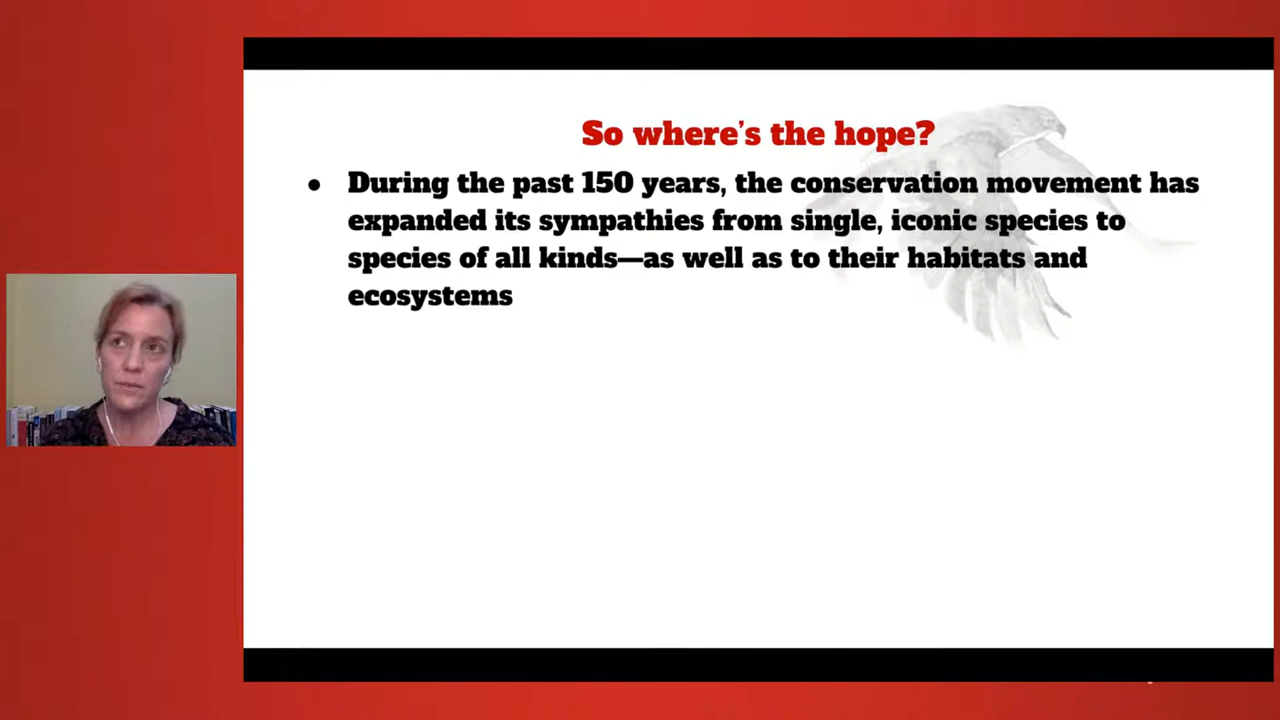 So where’s the hope?
● During the past 150 years, the conservation movement has
expanded its sympathies from single, iconic species to
species of all kinds—as well as to their habitats and
ecosystems